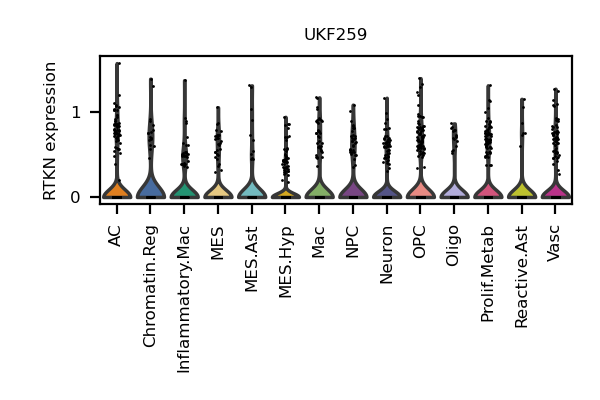 UKF259
RTKN expression
1
0
AC
Chromatin.Reg
Inflammatory.Mac
MES
MES.Ast
MES.Hyp
Mac
NPC
Neuron
OPC
Oligo
Prolif.Metab
Reactive.Ast
Vasc